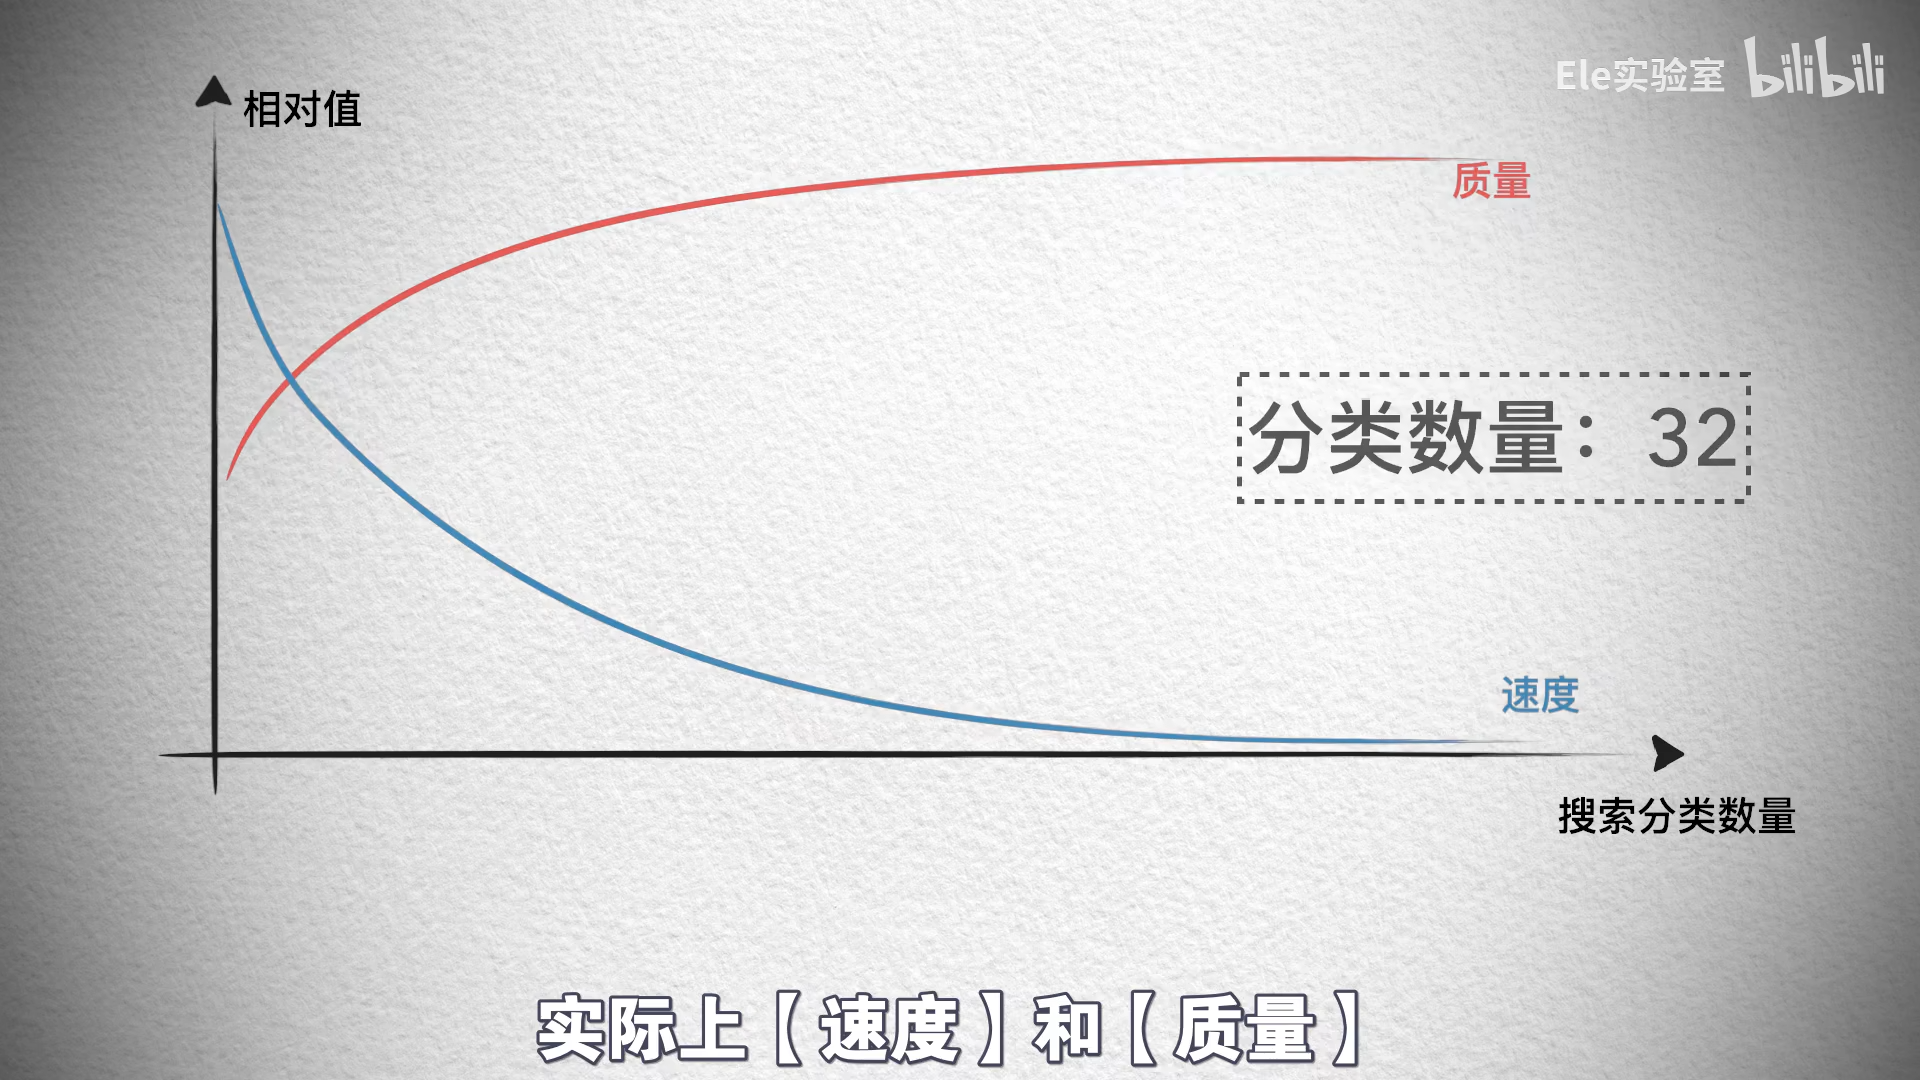 Ele实验室 bilibili
相对值
质量
分类数量：32
速度
搜索分类数量
实际上【速度】和【质量】